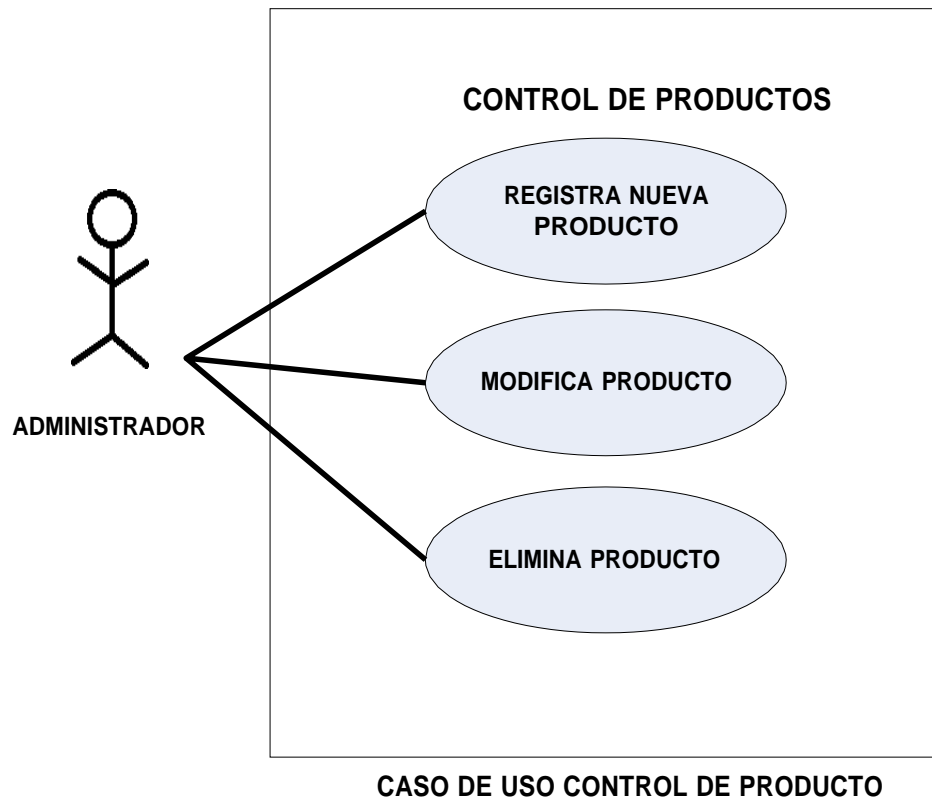 CONTROL DE PRODUCTOS
REGISTRA NUEVA
PRODUCTO
MODIFICA PRODUCTO
ADMINISTRADOR
ELIMINA PRODUCTO
CASO DE USO CONTROL DE PRODUCTO